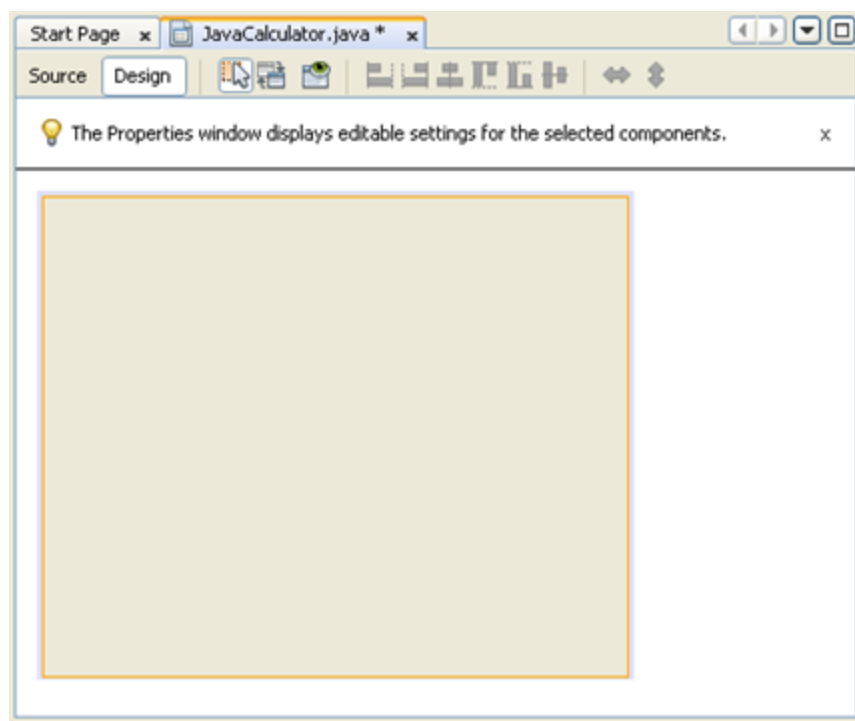 Start Page x JavaCalculator.java * x
Source Design
The Properties window displays editable settings for the selected components. x